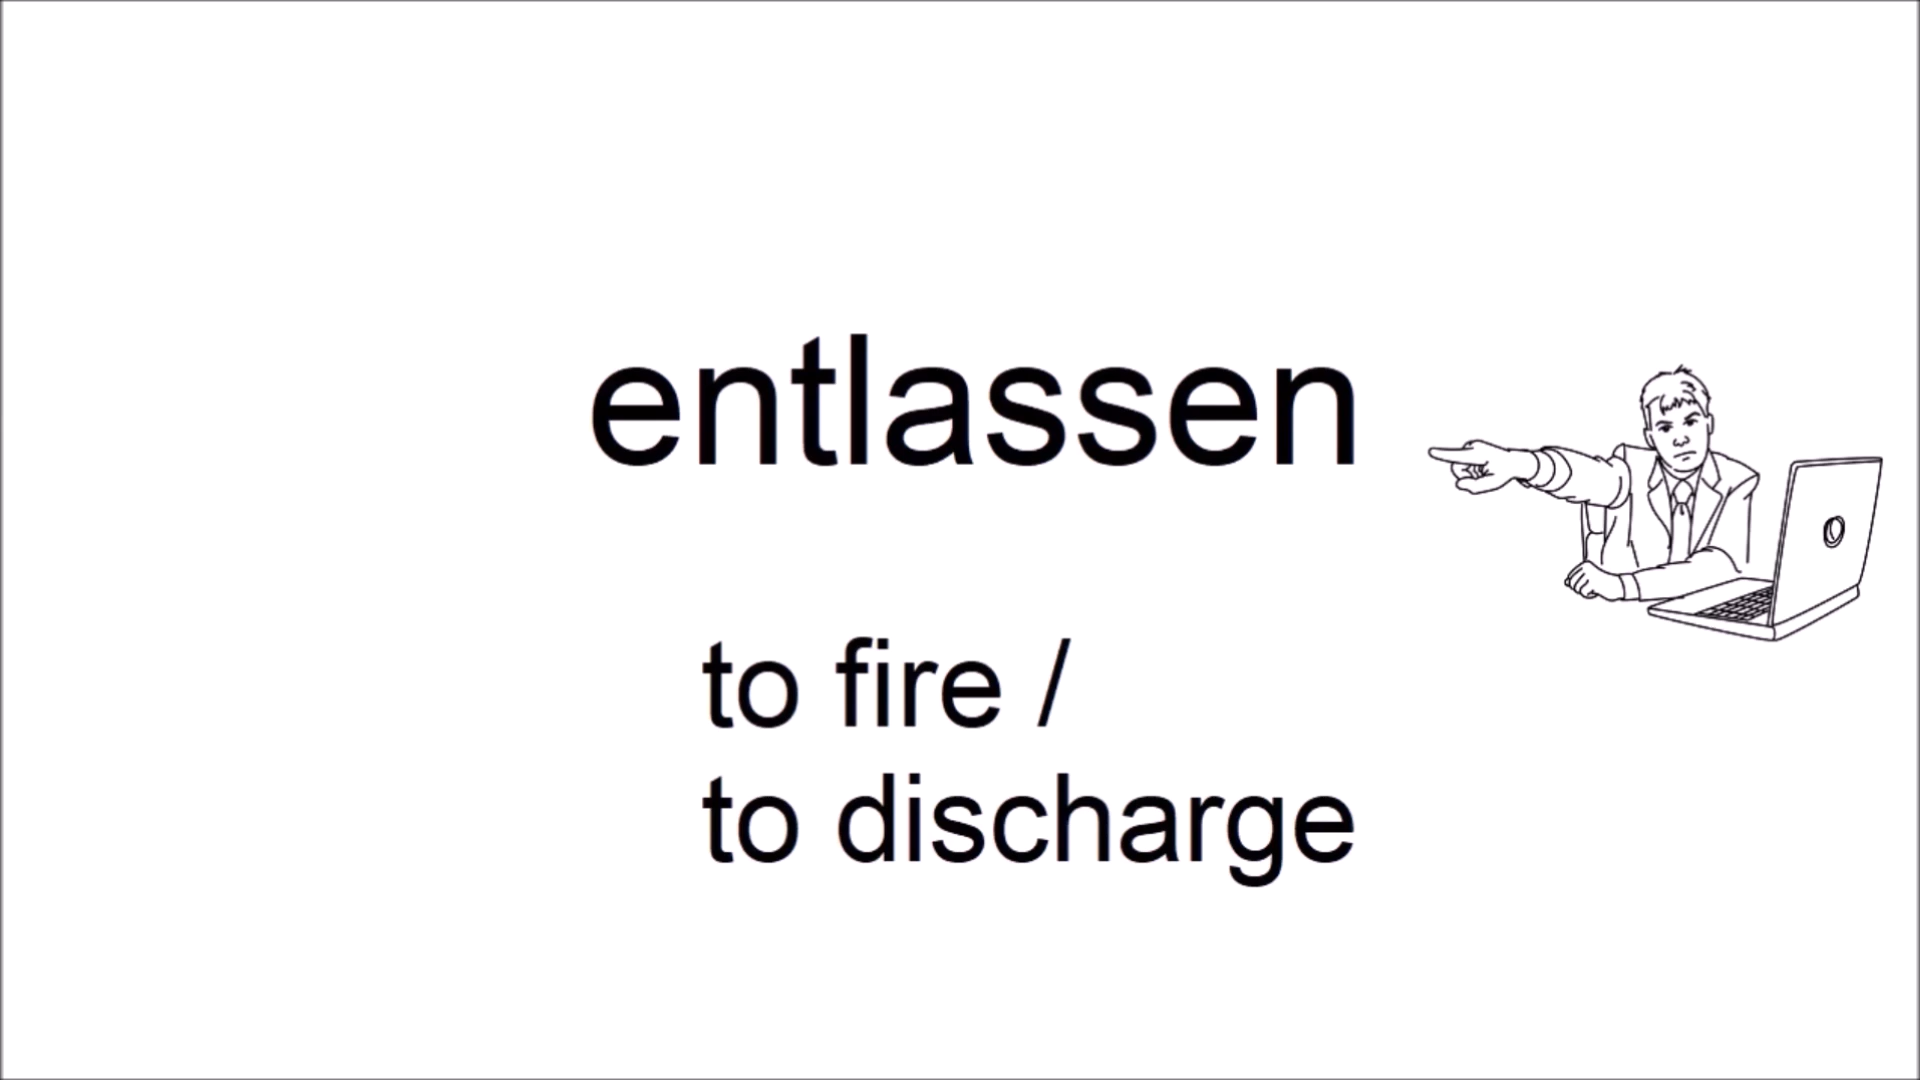 entlassen
to fire /
to discharge